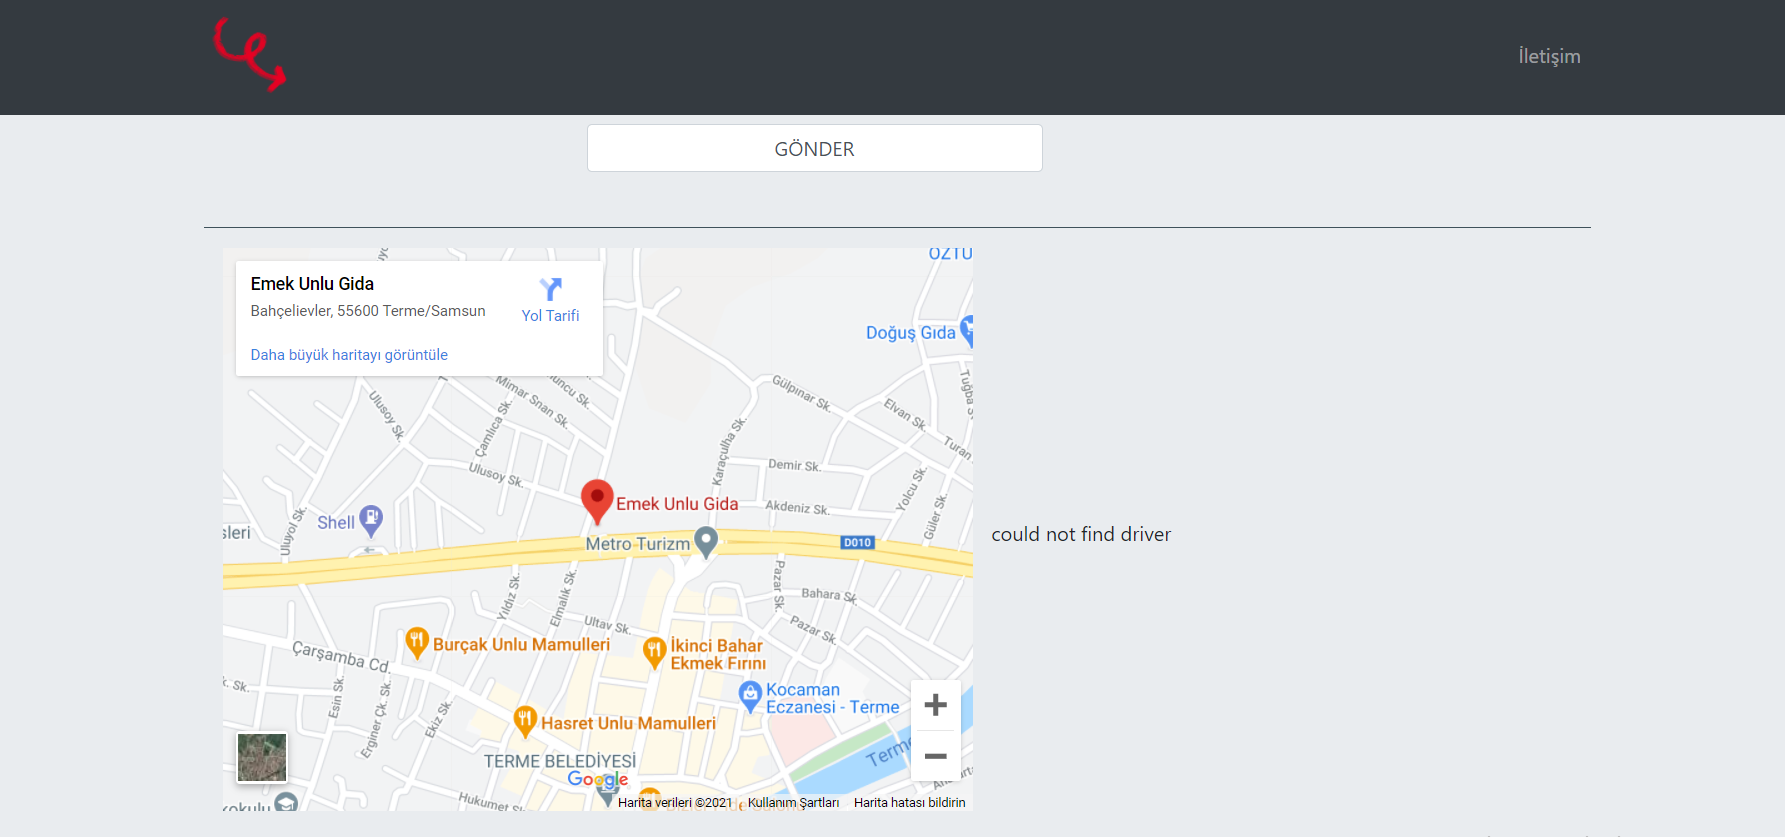 İletişim
GÖNDER
Emek Unlu Gida
Bahçelievler, 55600 Terme/Samsun
Yol Tarifi
Daha büyük haritayı görüntüle
ÖZTÜ
Doğuş Gıda
Tuğba S
Gülpınar Sk.
Elvan Sk.
Turan
Mimar Sinan Sk.
Ulusoy Sk.
Çamlıca Sk.
Karaçulha Sk.
Demir Sk.
Yolcu Sk.
Ulusoy Sk.
Emek Unlu Gida
Akdeniz Sk.
Güler Sk.
Shell
Uluyol Sk.
sleri
Metro Turizm
D010
could not find driver
Pazar Sk.
Bahara Sk.
Yıldız Sk.
Elmalık Sk.
Ultav Sk.
Pazar Sk.
Burçak Unlu Mamulleri
İkinci Bahar
Ekmek Fırını
Çarşamba Cd.
Kocaman
Eczanesi - Terme
Esin Sk.
Erginer Çk. Sk.
Ekiz Sk.
Hasret Unlu Mamulleri
Terme
TERME BELEDİYESİ
Google
Hukumet Sk.
okulu
Harita verileri ©2021
Kullanım Şartları
Harita hatası bildirin